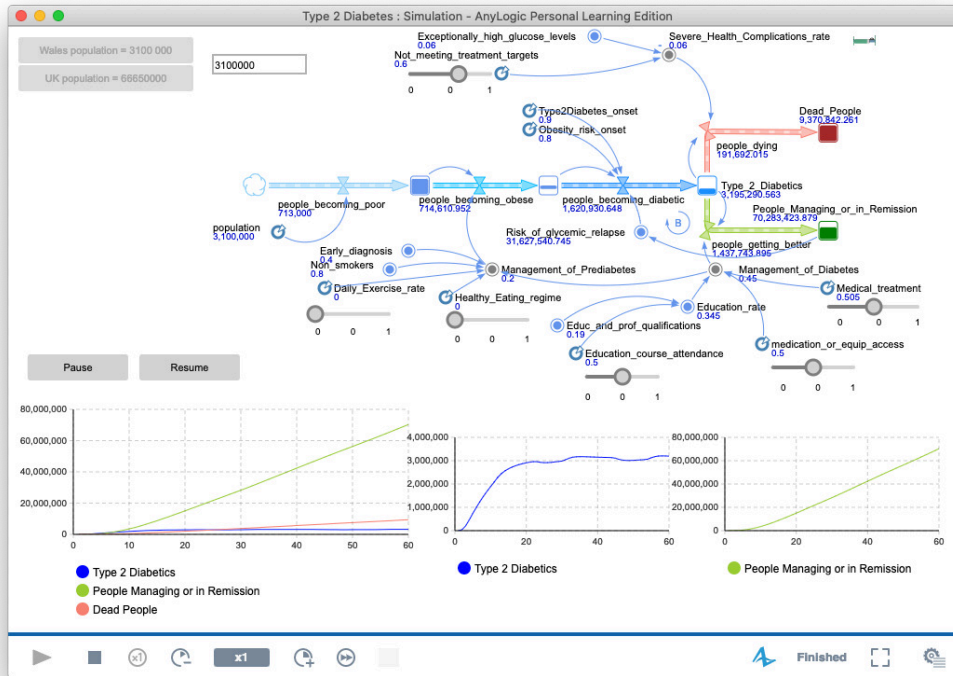 Type 2 Diabetes : Simulation - AnyLogic Personal Learning Edition
Wales population = 3100 000
UK population = 66650000
3100000
Exceptionally_high_glucose_levels
0.06
Severe_Health_Complications_rate
0.06
Not_meeting_treatment_targets
0.6
0 0 1
Type2Diabetes_onset
0.9
Obesity_risk_onset
0.8
Dead_People
9,370,842.261
people_dying
191,692.015
people_becoming_poor
713,000
people_becoming_obese
714,610.952
people_becoming_diabetic
1,620,930.648
Type_2_Diabetics
3,195,290.563
People_Managing_or_in_Remission
70,283,423.879
population
3,100,000
Risk_of_glycemic_relapse
31,627,540.745
B
people_getting_better
1,437,743.895
Early_diagnosis
0.4
Non_smokers
0.8
Management_of_Prediabetes
0.2
Management_of_Diabetes
0.45
Daily_Exercise_rate
0
0 0 1
Healthy_Eating_regime
0
0 0 1
Medical_treatment
0.505
0 0 1
Education_rate
0.345
Educ_and_prof_qualifications
0.19
Education_course_attendance
0.5
0 0 1
medication_or_equip_access
0.5
0 0 1
Pause
Resume
80,000,000
60,000,000
40,000,000
20,000,000
0
0 10 20 30 40 50 60
Type 2 Diabetics
People Managing or in Remission
Dead People
4,000,000
3,000,000
2,000,000
1,000,000
0
0 20 40 60
Type 2 Diabetics
80,000,000
60,000,000
40,000,000
20,000,000
0
0 20 40 60
People Managing or in Remission
x1
x1
Finished